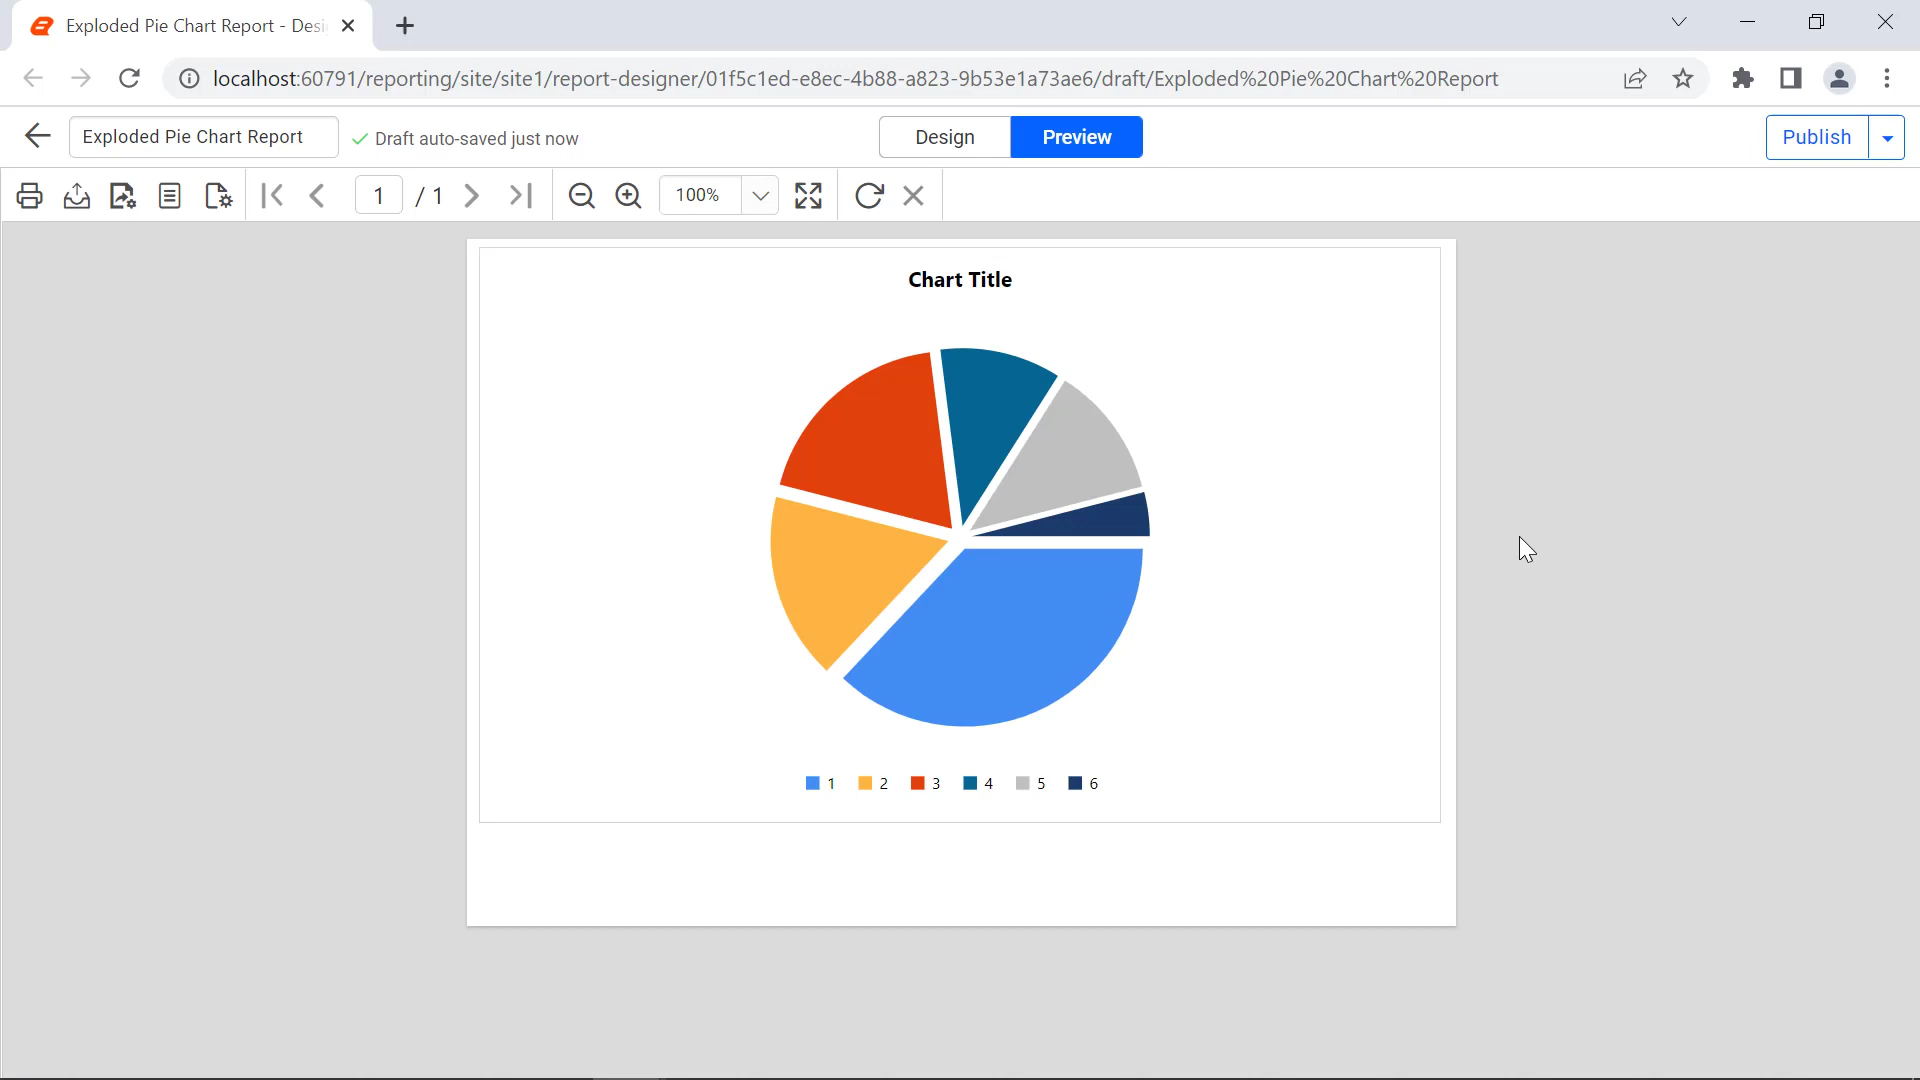 Exploded Pie Chart Report - Desi
localhost:60791/reporting/site/site1/report-designer/01f5c1ed-e8ec-4b88-a823-9b53e1a73ae6/draft/Exploded%20Pie%20Chart%20Report
Exploded Pie Chart Report
Draft auto-saved just now
Design
Preview
Publish
1 / 1
100%
Chart Title
1 2 3 4 5 6